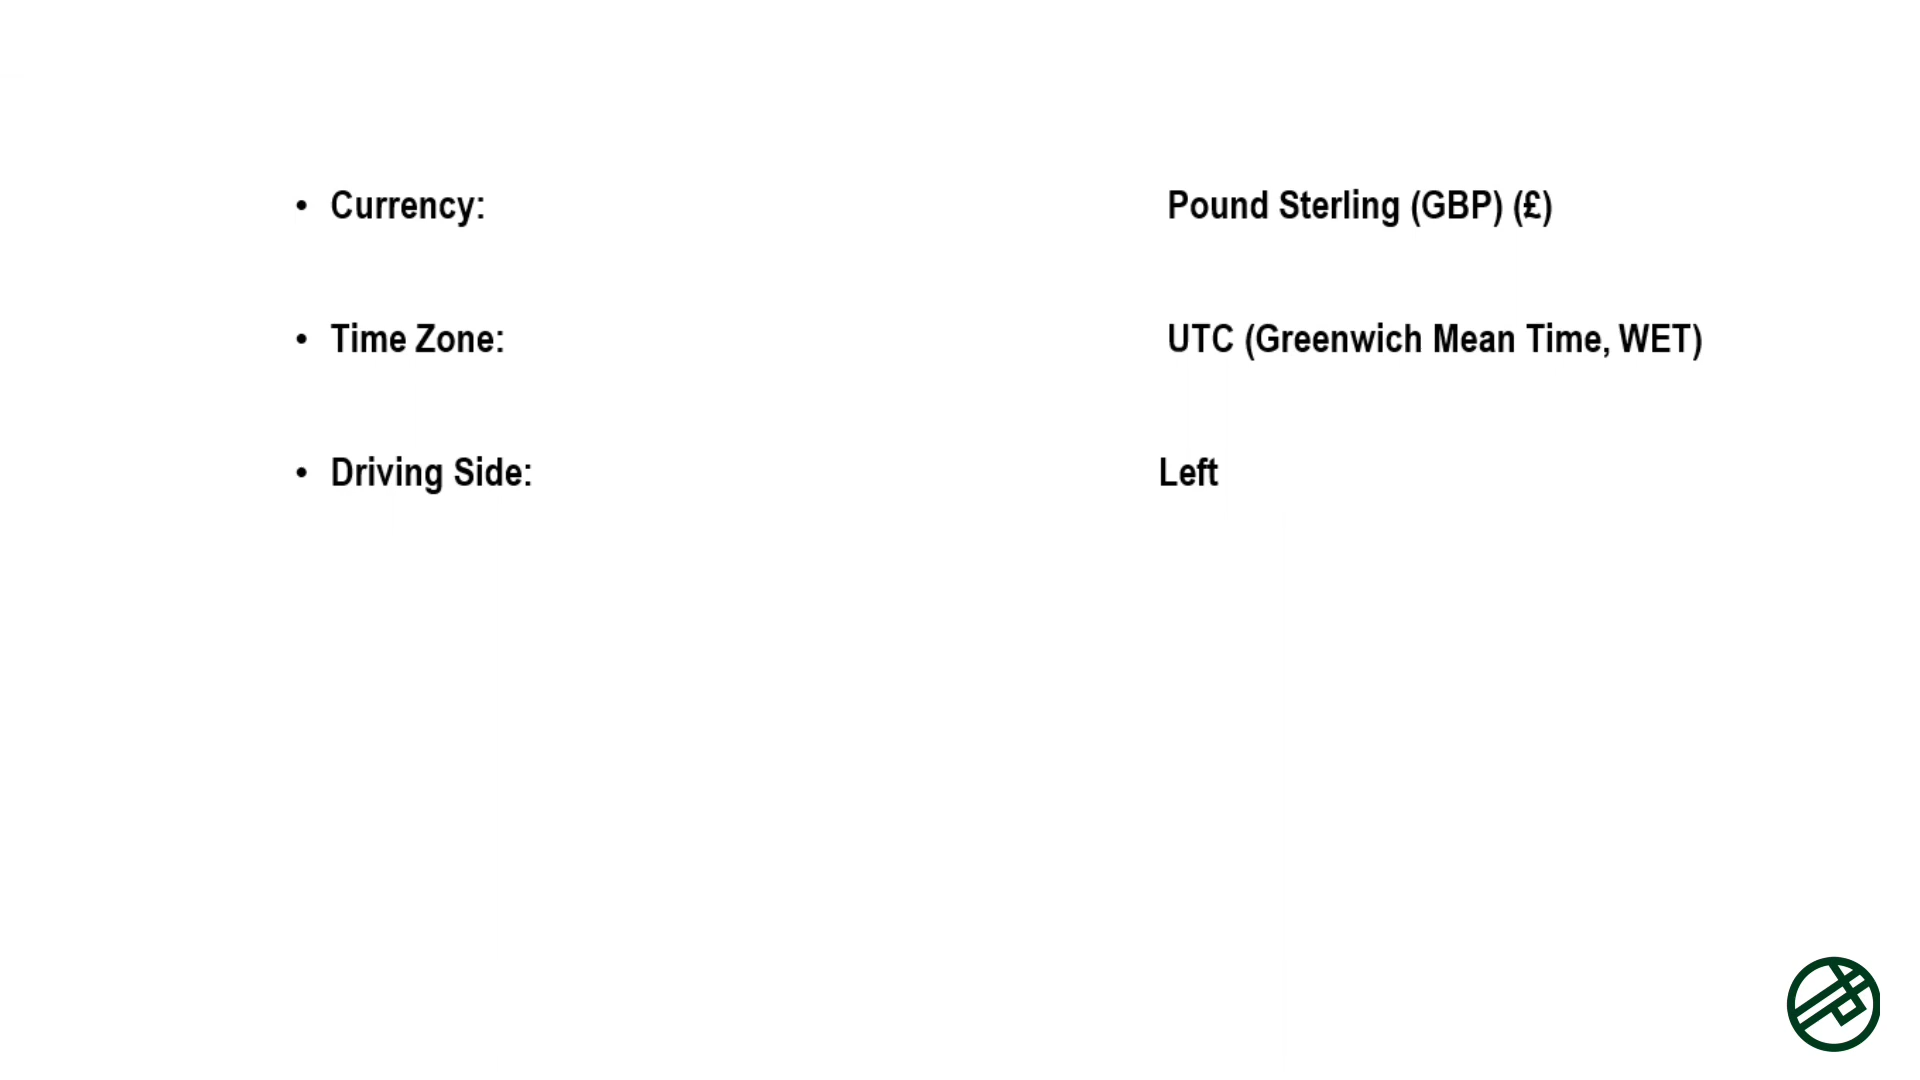 • Currency: Pound Sterling (GBP) (£)
• Time Zone: UTC (Greenwich Mean Time, WET)
• Driving Side: Left